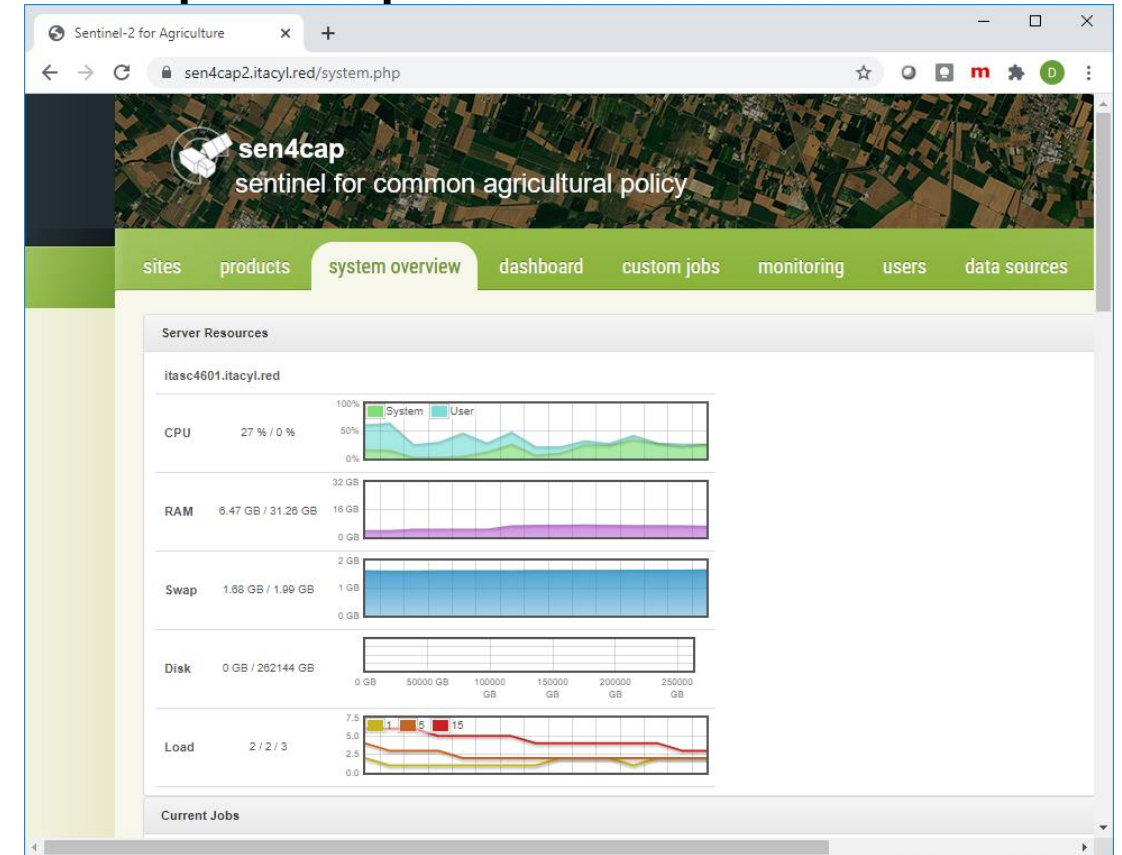 Sentinel-2 for Agriculture
sen4cap2.itacyl.red/system.php
m
D
sen4cap
sentinel for common agricultural policy
sites products system overview dashboard custom jobs monitoring users data sources
Server Resources
itasc4601.itacyl.red
CPU 27 % / 0 %
100%
50%
0%
System User
RAM 6.47 GB / 31.26 GB
32 GB
16 GB
0 GB
Swap 1.68 GB / 1.99 GB
2 GB
1 GB
0 GB
Disk 0 GB / 262144 GB
0 GB 50000 GB 100000 GB 150000 GB 200000 GB 250000 GB
Load 2 / 2 / 3
7.5
5.0
2.5
0.0
1 5 15
Current Jobs